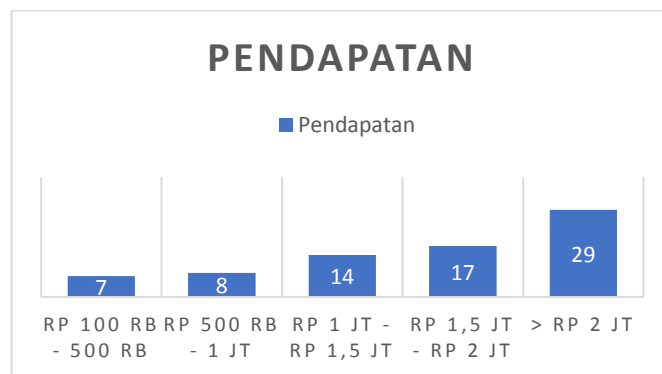 PENDAPATAN
Pendapatan
7 8 14 17 29
RP 100 RB RP 500 RB RP 1 JT - RP 1,5 JT > RP 2 JT
- 500 RB - 1 JT RP 1,5 JT - RP 2 JT